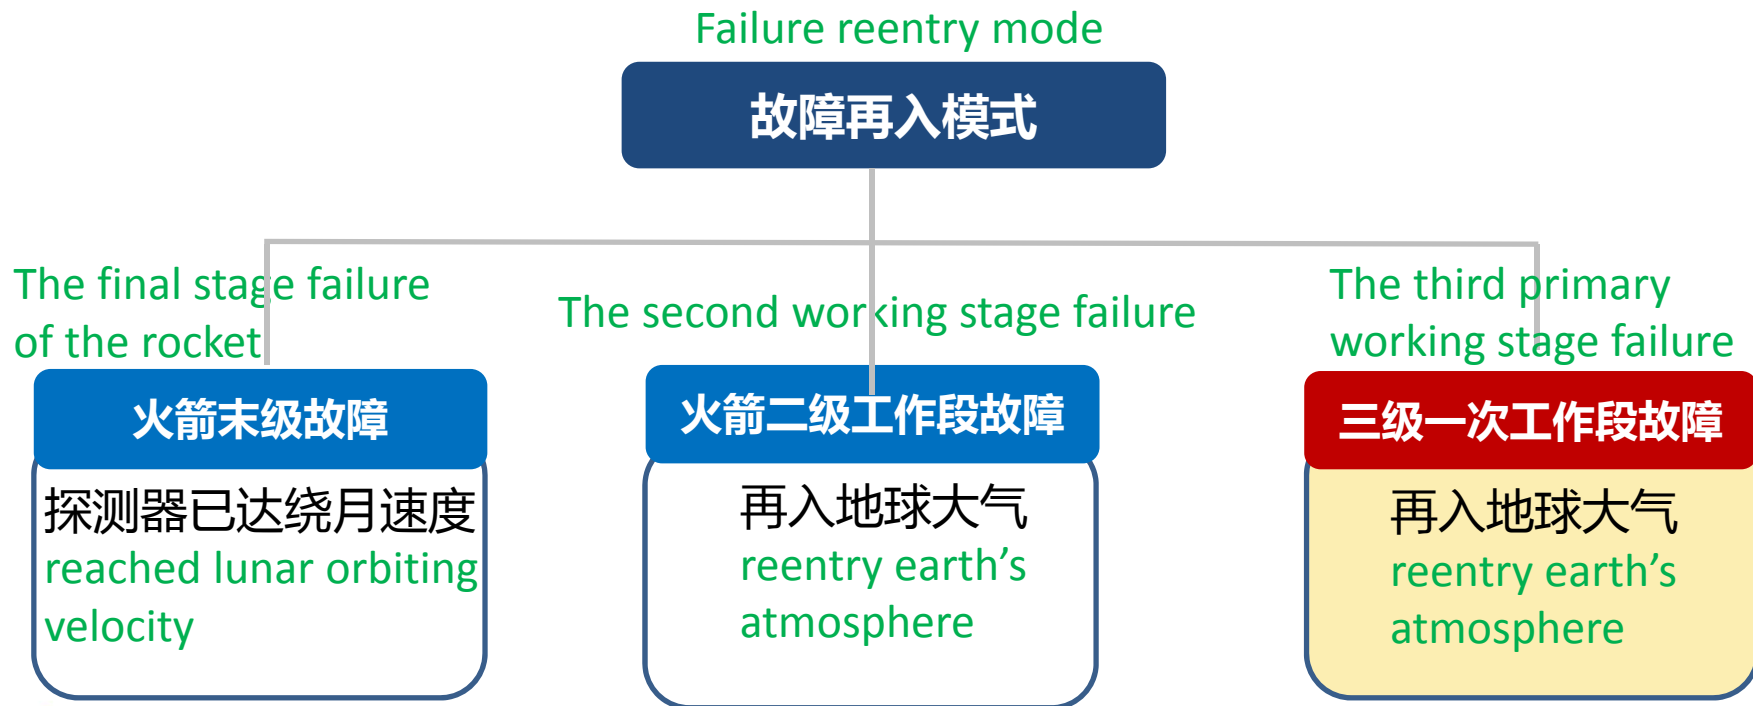 Failure reentry mode
故障再入模式
The final stage failure
of the rocket
火箭末级故障
探测器已达绕月速度
reached lunar orbiting
velocity
The second working stage failure
火箭二级工作段故障
再入地球大气
reentry earth's
atmosphere
The third primary
working stage failure
三级一次工作段故障
再入地球大气
reentry earth's
atmosphere